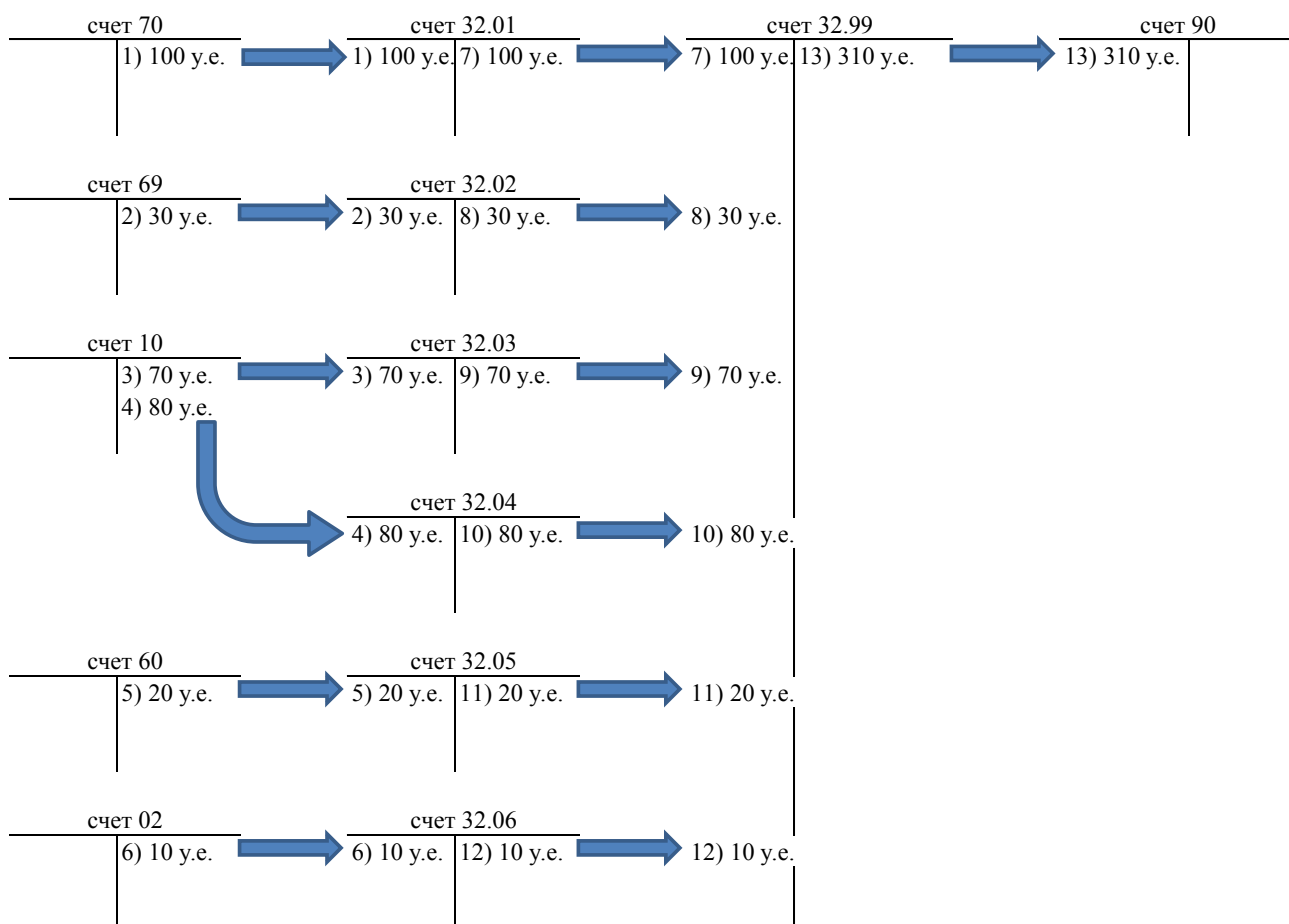 счет 70 счет 32.01 счет 32.99 счет 90
1) 100 у.е. 1) 100 у.е. 7) 100 у.е. 7) 100 у.е. 13) 310 у.е. 13) 310 у.е.
счет 69 счет 32.02
2) 30 у.е. 2) 30 у.е. 8) 30 у.е. 8) 30 у.е.
счет 10 счет 32.03
3) 70 у.е. 3) 70 у.е. 9) 70 у.е. 9) 70 у.е.
4) 80 у.е.
счет 32.04
4) 80 у.е. 10) 80 у.е. 10) 80 у.е.
счет 60 счет 32.05
5) 20 у.е. 5) 20 у.е. 11) 20 у.е. 11) 20 у.е.
счет 02 счет 32.06
6) 10 у.е. 6) 10 у.е. 12) 10 у.е. 12) 10 у.е.